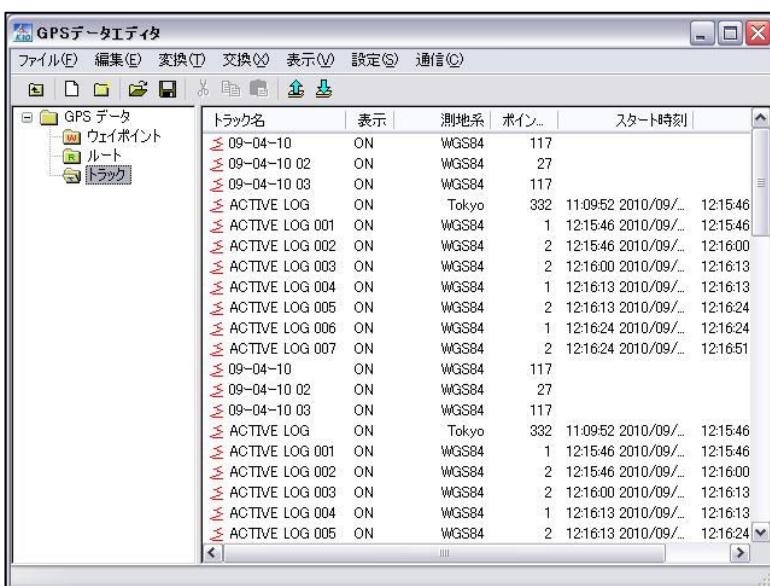 GPSデータエディタ
ファイル(F) 編集(E) 変換(T) 交換(X) 表示(V) 設定(S) 通信(C)
GPS データ
ウェイポイント
ルート
トラック
トラック名 表示 測地系 ポイン... スタート時刻
09-04-10 ON WGS84 117
09-04-10 02 ON WGS84 27
09-04-10 03 ON WGS84 117
ACTIVE LOG ON Tokyo 332 11:09:52 2010/09/... 12:15:46
ACTIVE LOG 001 ON WGS84 1 12:15:46 2010/09/... 12:15:46
ACTIVE LOG 002 ON WGS84 2 12:15:46 2010/09/... 12:16:00
ACTIVE LOG 003 ON WGS84 2 12:16:00 2010/09/... 12:16:13
ACTIVE LOG 004 ON WGS84 1 12:16:13 2010/09/... 12:16:13
ACTIVE LOG 005 ON WGS84 2 12:16:13 2010/09/... 12:16:24
ACTIVE LOG 006 ON WGS84 1 12:16:24 2010/09/... 12:16:24
ACTIVE LOG 007 ON WGS84 2 12:16:24 2010/09/... 12:16:51
09-04-10 ON WGS84 117
09-04-10 02 ON WGS84 27
09-04-10 03 ON WGS84 117
ACTIVE LOG ON Tokyo 332 11:09:52 2010/09/... 12:15:46
ACTIVE LOG 001 ON WGS84 1 12:15:46 2010/09/... 12:15:46
ACTIVE LOG 002 ON WGS84 2 12:15:46 2010/09/... 12:16:00
ACTIVE LOG 003 ON WGS84 2 12:16:00 2010/09/... 12:16:13
ACTIVE LOG 004 ON WGS84 1 12:16:13 2010/09/... 12:16:13
ACTIVE LOG 005 ON WGS84 2 12:16:13 2010/09/... 12:16:24